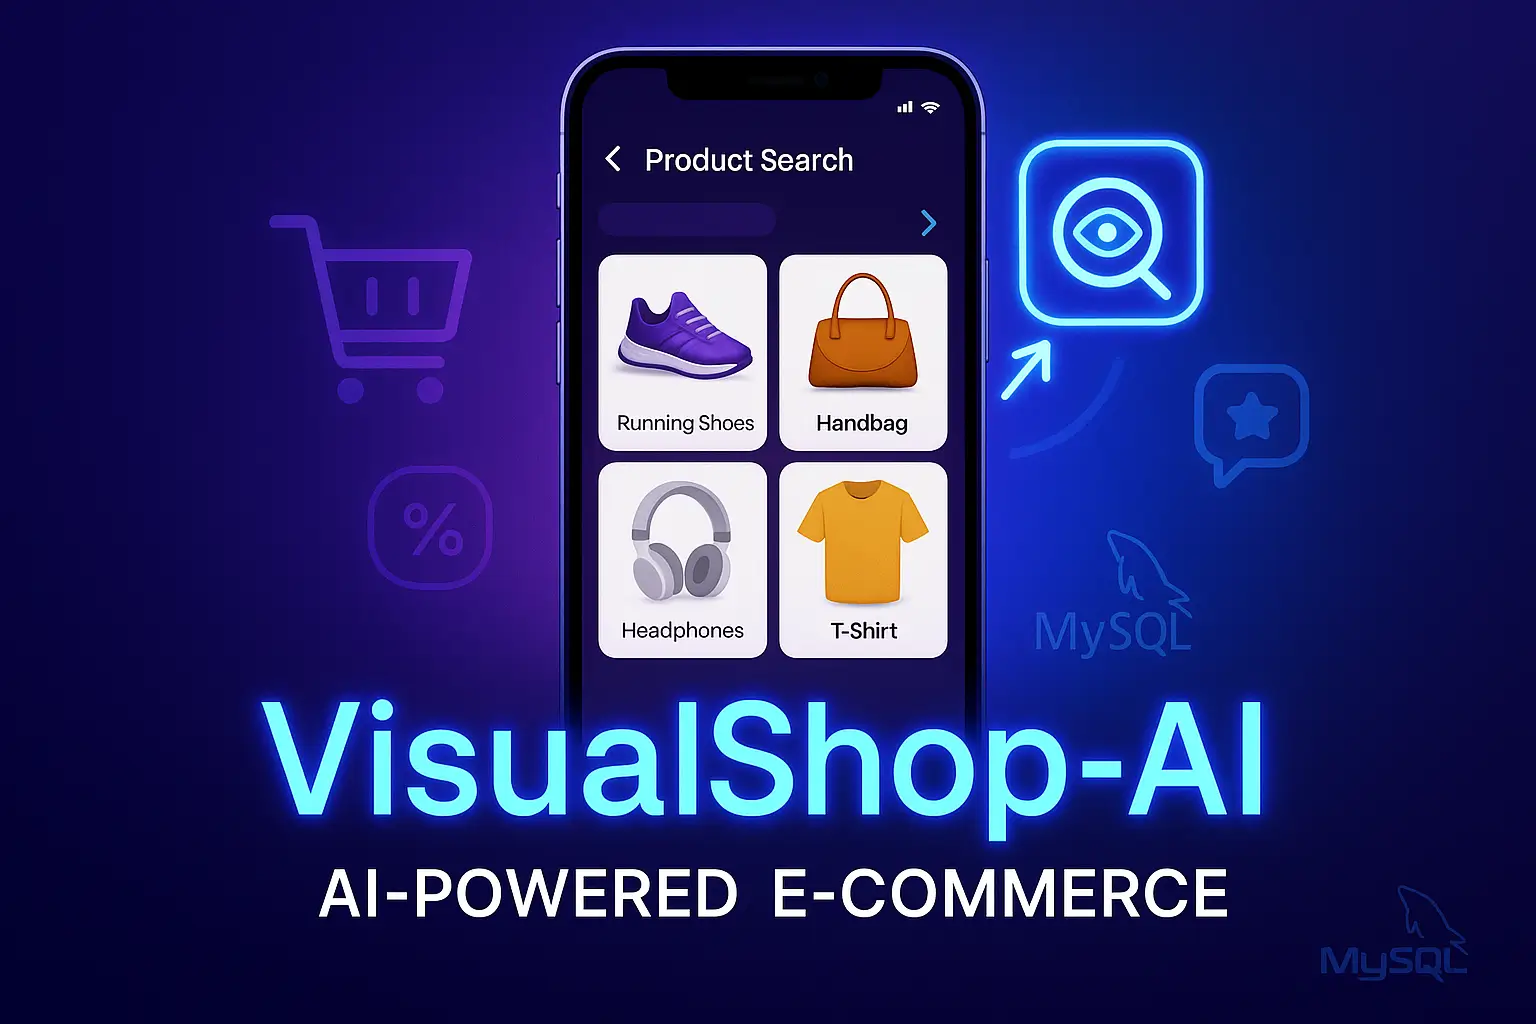 Product Search
Running Shoes
Handbag
Headphones
T-Shirt
%
MySQL
VisualShop-AI
AI-POWERED E-COMMERCE
MySQL